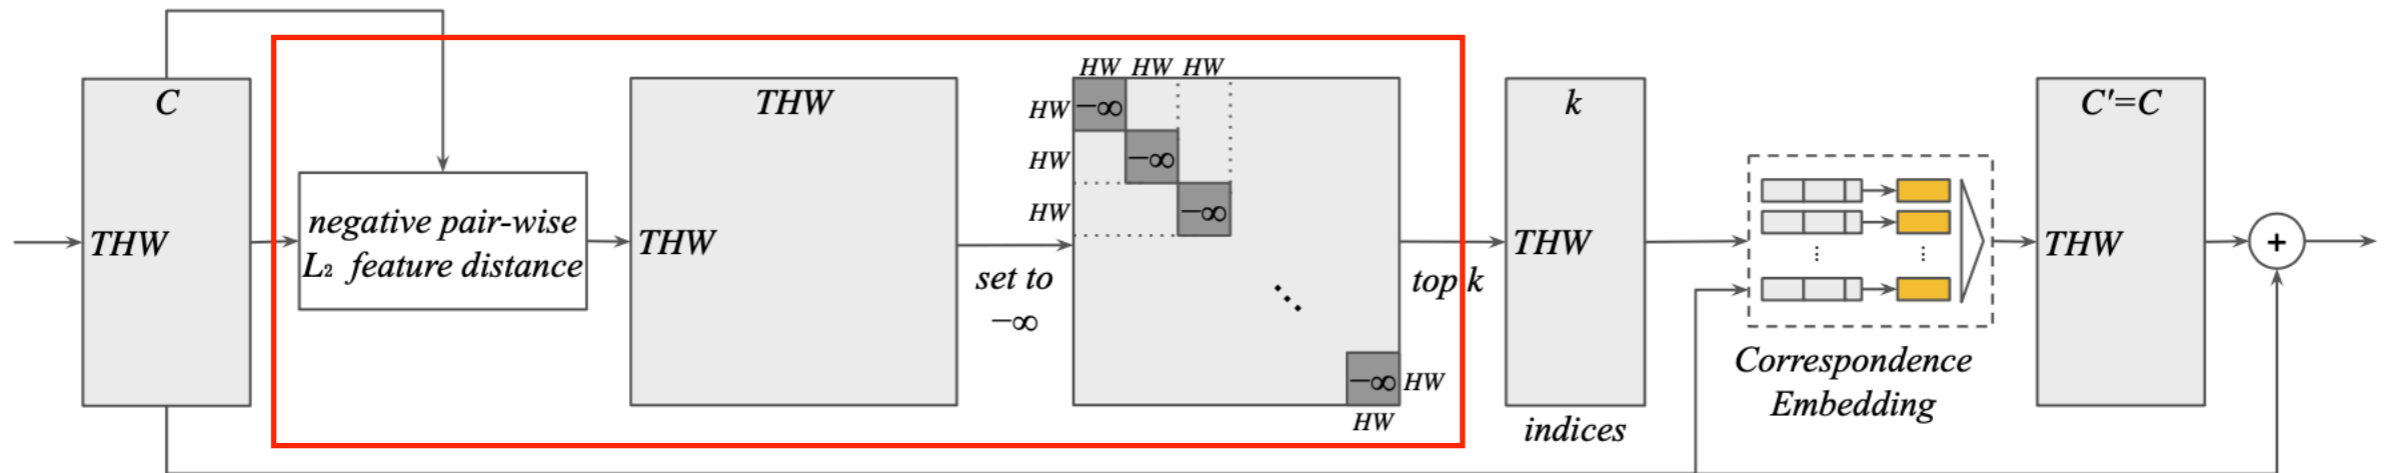 C
THW
negative pair-wise
L₂ feature distance
THW
THW
set to
−∞
HW HW HW
HW
HW
HW
−∞
−∞
−∞
−∞
HW
HW
top k
k
THW
indices
Correspondence
Embedding
C'=C
THW
+